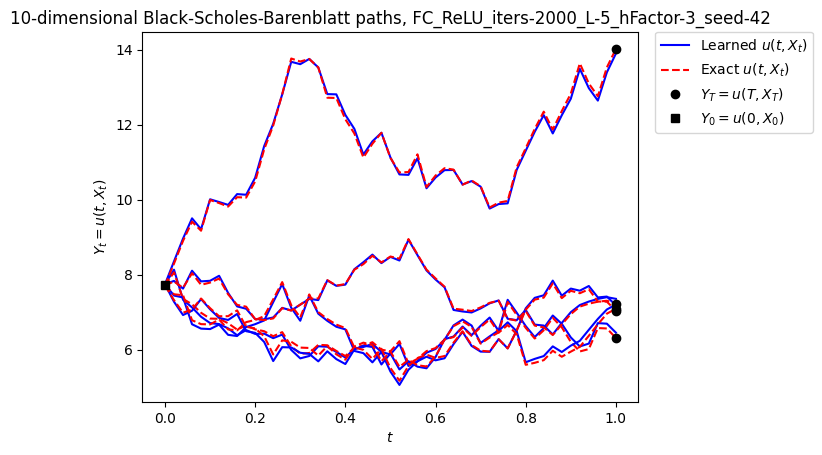 10-dimensional Black-Scholes-Barenblatt paths, FC_ReLU_iters-2000_L-5_hFactor-3_seed-42
Learned u(t, X_t)
Exact u(t, X_t)
Y_T = u(T, X_T)
Y_0 = u(0, X_0)
Y_t = u(t, X_t)
14
12
10
8
6
0.0 0.2 0.4 0.6 0.8 1.0
t